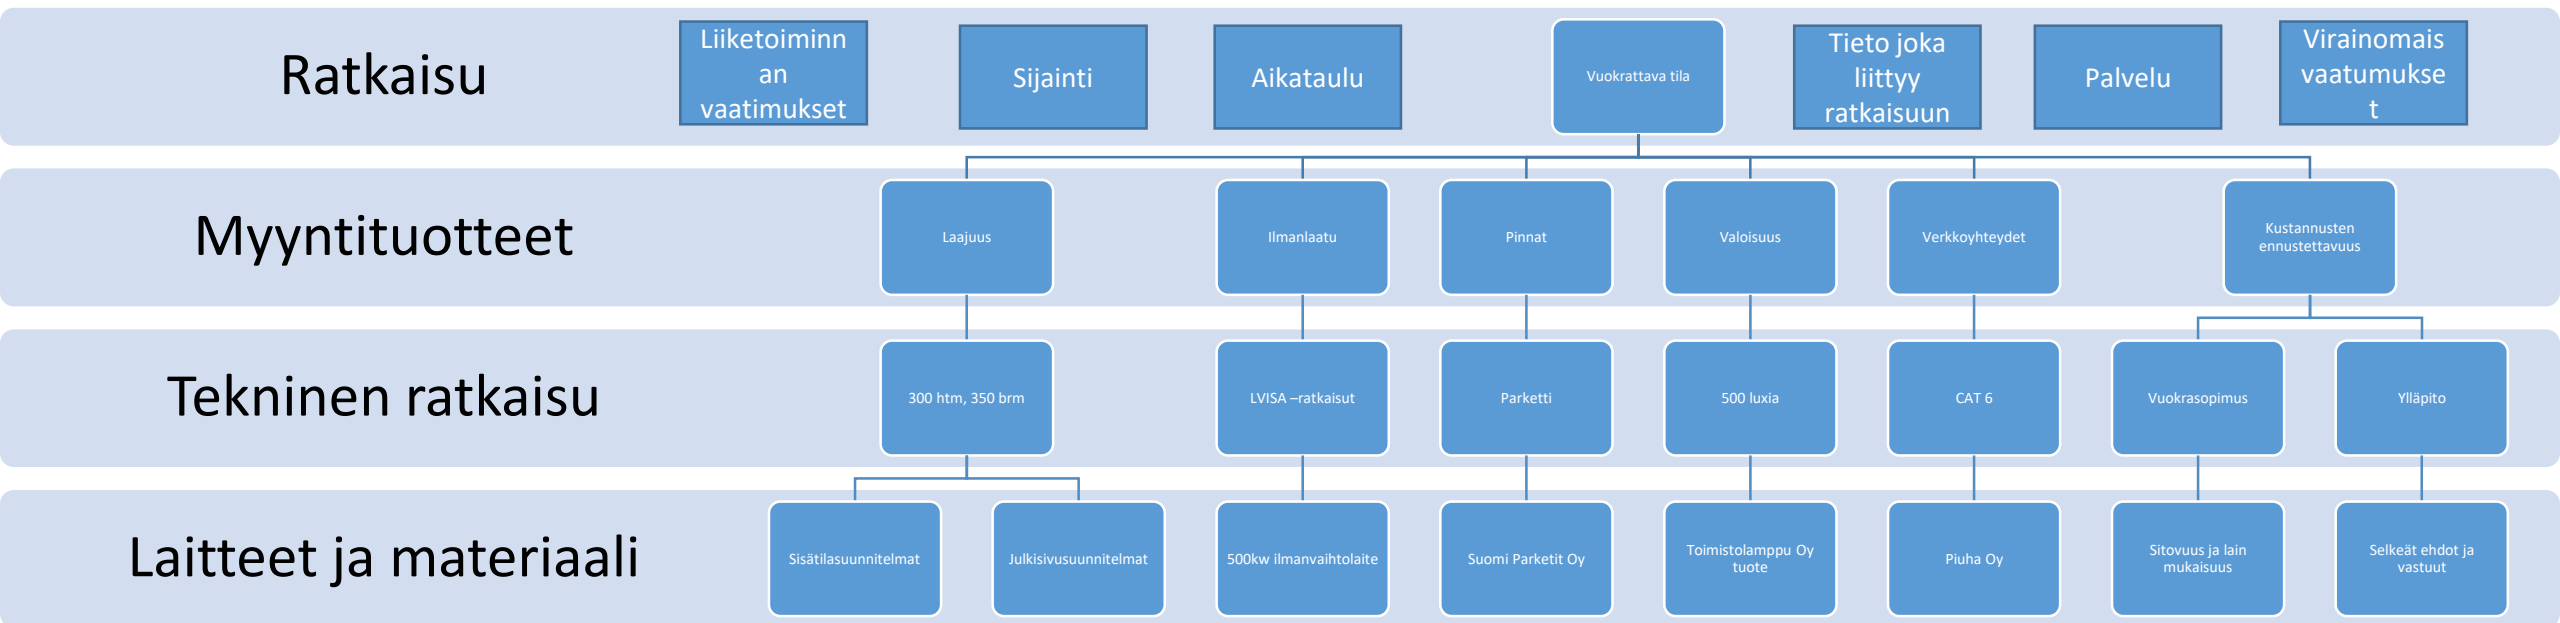 Ratkaisu
Liiketoiminn
an
vaatimukset
Sijainti
Aikataulu
Vuokrattava tila
Tieto joka
liittyy
ratkaisuun
Palvelu
Virainomais
vaatumukse
t
Myyntituotteet
Laajuus
Ilmanlaatu
Pinnat
Valoisuus
Verkkoyhteydet
Kustannusten
ennustettavuus
Tekninen ratkaisu
300 htm, 350 brm
LVISA –ratkaisut
Parketti
500 luxia
CAT 6
Vuokrasopimus
Ylläpito
Laitteet ja materiaali
Sisätilasuunnitelmat
Julkisivusuunnitelmat
500kw ilmanvaihtolaite
Suomi Parketit Oy
Toimistolamppu Oy
tuote
Piuha Oy
Sitovuus ja lain
mukaisuus
Selkeät ehdot ja
vastuut